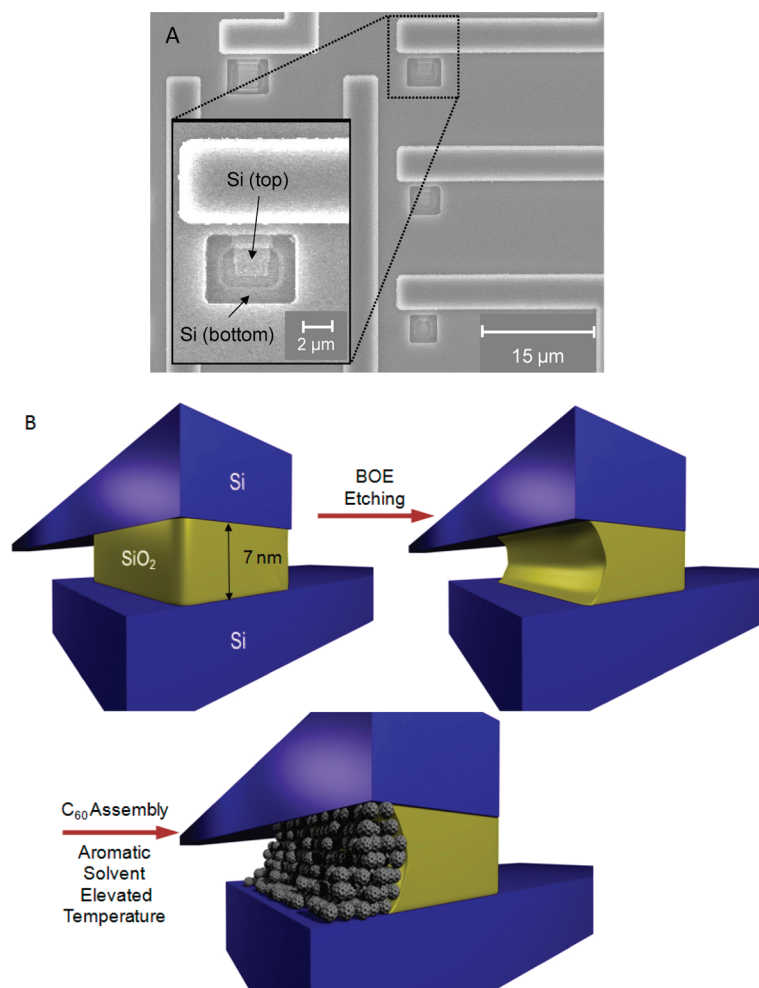 A
Si (top)
Si (bottom)
2 µm
15 µm
B
Si
SiO₂
7 nm
Si
BOE
Etching
C₆₀ Assembly
Aromatic
Solvent
Elevated
Temperature